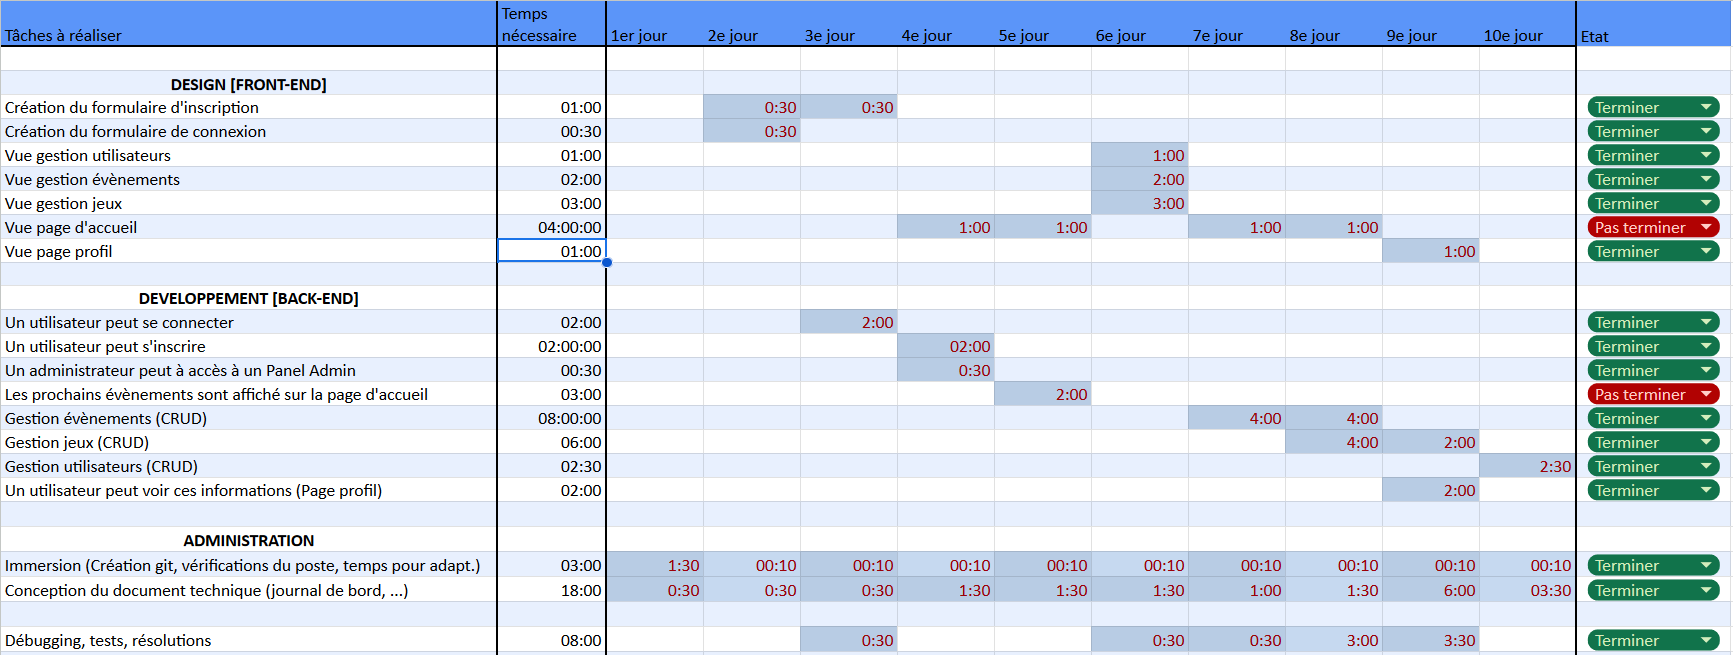 Tâches à réaliser Temps nécessaire 1er jour 2e jour 3e jour 4e jour 5e jour 6e jour 7e jour 8e jour 9e jour 10e jour Etat
DESIGN [FRONT-END]
Création du formulaire d'inscription 01:00 0:30 0:30 Terminer
Création du formulaire de connexion 00:30 0:30 Terminer
Vue gestion utilisateurs 01:00 1:00 Terminer
Vue gestion évènements 02:00 2:00 Terminer
Vue gestion jeux 03:00 3:00 Terminer
Vue page d'accueil 04:00:00 1:00 1:00 1:00 1:00 Pas terminer
Vue page profil 01:00 1:00 Terminer
DEVELOPPEMENT [BACK-END]
Un utilisateur peut se connecter 02:00 2:00 Terminer
Un utilisateur peut s'inscrire 02:00:00 02:00 Terminer
Un administrateur peut à accès à un Panel Admin 00:30 0:30 Terminer
Les prochains évènements sont affiché sur la page d'accueil 03:00 2:00 Pas terminer
Gestion évènements (CRUD) 08:00:00 4:00 4:00 Terminer
Gestion jeux (CRUD) 06:00 4:00 2:00 Terminer
Gestion utilisateurs (CRUD) 02:30 2:30 Terminer
Un utilisateur peut voir ces informations (Page profil) 02:00 2:00 Terminer
ADMINISTRATION
Immersion (Création git, vérifications du poste, temps pour adapt.) 03:00 1:30 00:10 00:10 00:10 00:10 00:10 00:10 00:10 00:10 00:10 Terminer
Conception du document technique (journal de bord, ...) 18:00 0:30 0:30 0:30 1:30 1:30 1:30 1:00 1:30 6:00 03:30 Terminer
Débugging, tests, résolutions 08:00 0:30 0:30 0:30 3:00 3:30 Terminer